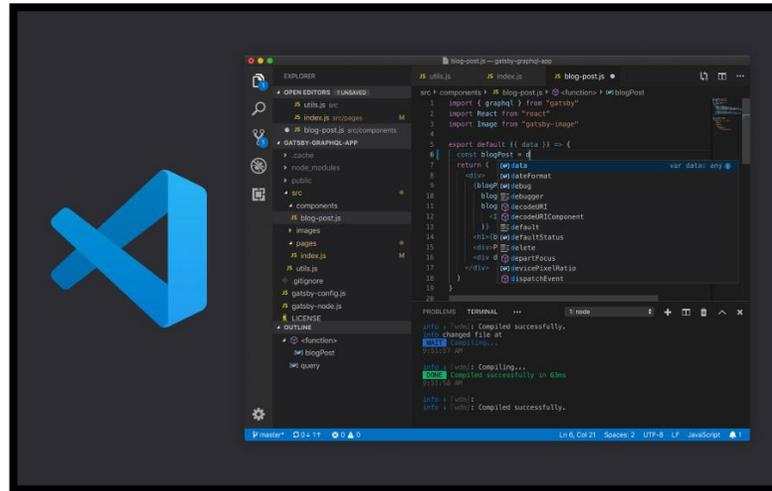 blog-post.js — gatsby-graphql-app
EXPLORER
OPEN EDITORS 1 UNSAVED
JS utils.js src
JS index.js src/pages M
JS blog-post.js src/components
GATSBY-GRAPHQL-APP
.cache
node_modules
public
src
components
JS blog-post.js
images
pages
JS index.js M
JS utils.js
.gitignore
JS gatsby-config.js
JS gatsby-node.js
LICENSE
OUTLINE
<function>
blogPost
query
JS utils.js JS index.js JS blog-post.js
src components JS blog-post.js <function> blogPost
1 import { graphql } from "gatsby"
2 import React from "react"
3 import Image from "gatsby-image"
4
5 export default ({ data }) => {
6 const blogPost = d
7 return (
8 <div>
9 {blogP
10 blog
11 blog
12 <I
13 )}
14 <h1>{b
15 <div>P
16 <div d
17 </div>
18 )
19 }
20
data var data: any
dateFormat
debug
debugger
decodeURI
decodeURIComponent
default
defaultStatus
delete
departFocus
devicePixelRatio
dispatchEvent
PROBLEMS TERMINAL ... 1: node
info : [wdm]: Compiled successfully.
info changed file at
WAIT Compiling...
9:51:57 AM
info : [wdm]: Compiling...
DONE Compiled successfully in 63ms
9:51:58 AM
info : [wdm]:
info : [wdm]: Compiled successfully.
master* 0↓ 1↑ 0 0 Ln 6, Col 21 Spaces: 2 UTF-8 LF JavaScript 1